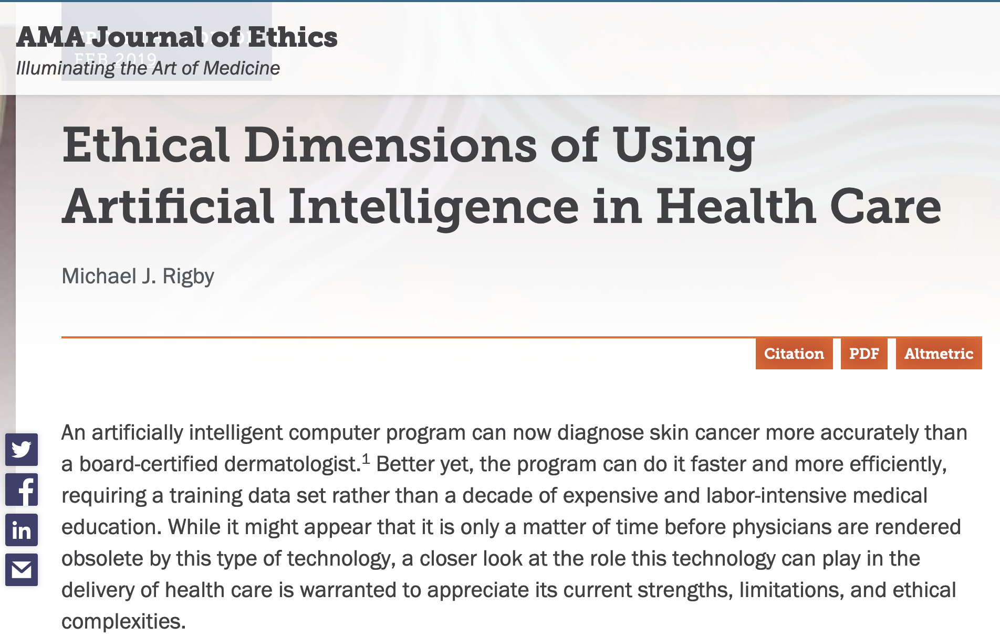 AMA Journal of Ethics
FEB 2019
Illuminating the Art of Medicine
Ethical Dimensions of Using
Artificial Intelligence in Health Care
Michael J. Rigby
Citation PDF Altmetric
An artificially intelligent computer program can now diagnose skin cancer more accurately than
a board-certified dermatologist.1 Better yet, the program can do it faster and more efficiently,
requiring a training data set rather than a decade of expensive and labor-intensive medical
education. While it might appear that it is only a matter of time before physicians are rendered
obsolete by this type of technology, a closer look at the role this technology can play in the
delivery of health care is warranted to appreciate its current strengths, limitations, and ethical
complexities.